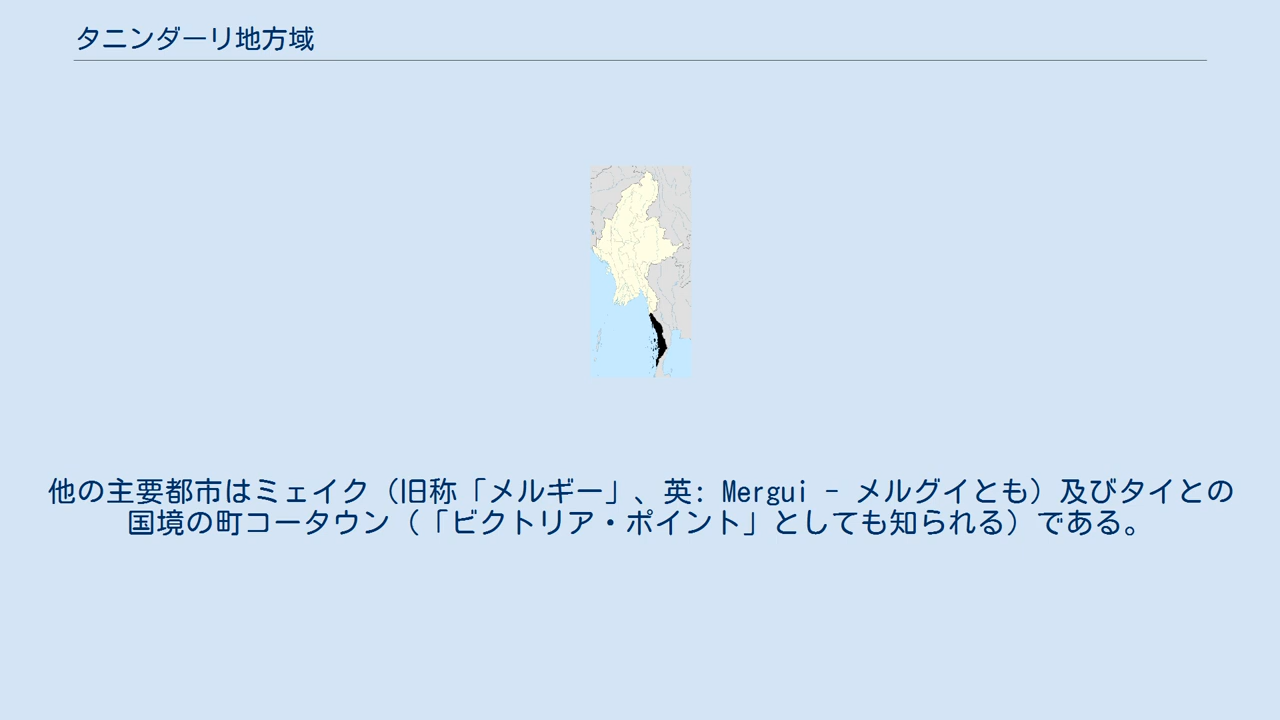 タニンダーリ地方域
他の主要都市はミェイク（旧称「メルギー」、英: Mergui - メルグイとも）及びタイとの
国境の町コータウン（「ビクトリア・ポイント」としても知られる）である。